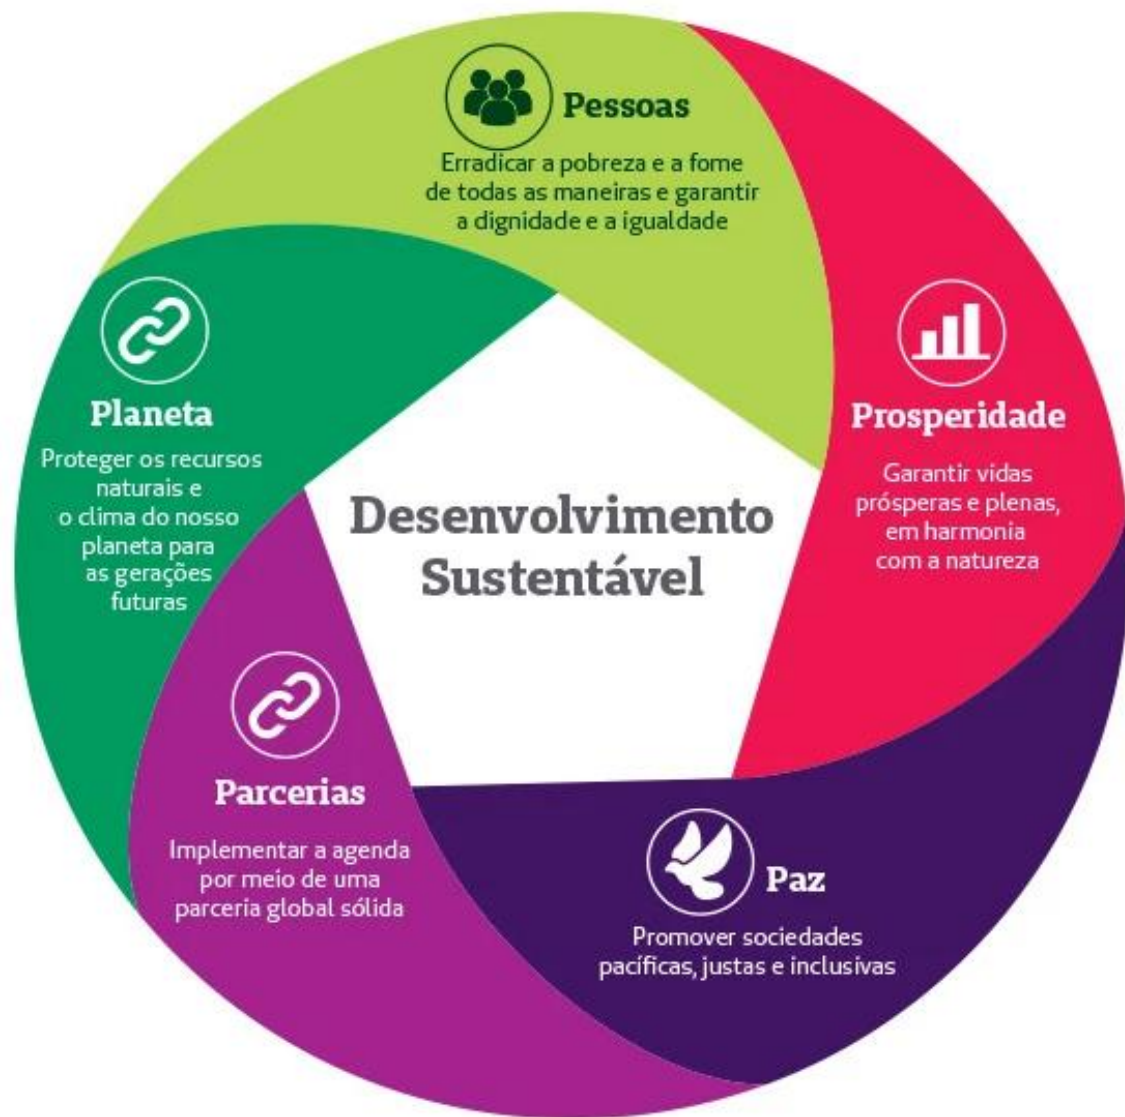 Pessoas
Erradicar a pobreza e a fome
de todas as maneiras e garantir
a dignidade e a igualdade
Prosperidade
Garantir vidas
prósperas e plenas,
em harmonia
com a natureza
Paz
Promover sociedades
pacíficas, justas e inclusivas
Parcerias
Implementar a agenda
por meio de uma
parceria global sólida
Planeta
Proteger os recursos
naturais e
o clima do nosso
planeta para
as gerações
futuras
Desenvolvimento
Sustentável